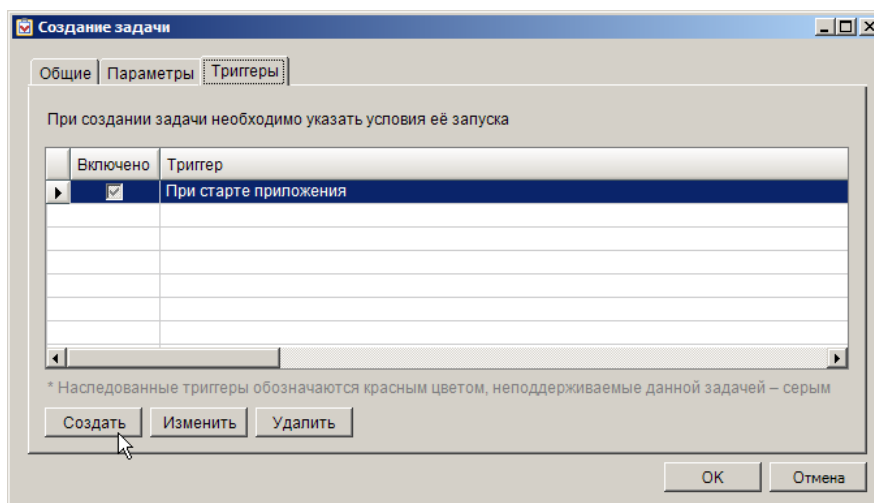 Создание задачи
Общие Параметры Триггеры
При создании задачи необходимо указать условия её запуска
Включено Триггер
При старте приложения
* Наследованные триггеры обозначаются красным цветом, неподдерживаемые данной задачей – серым
Создать Изменить Удалить
OK Отмена